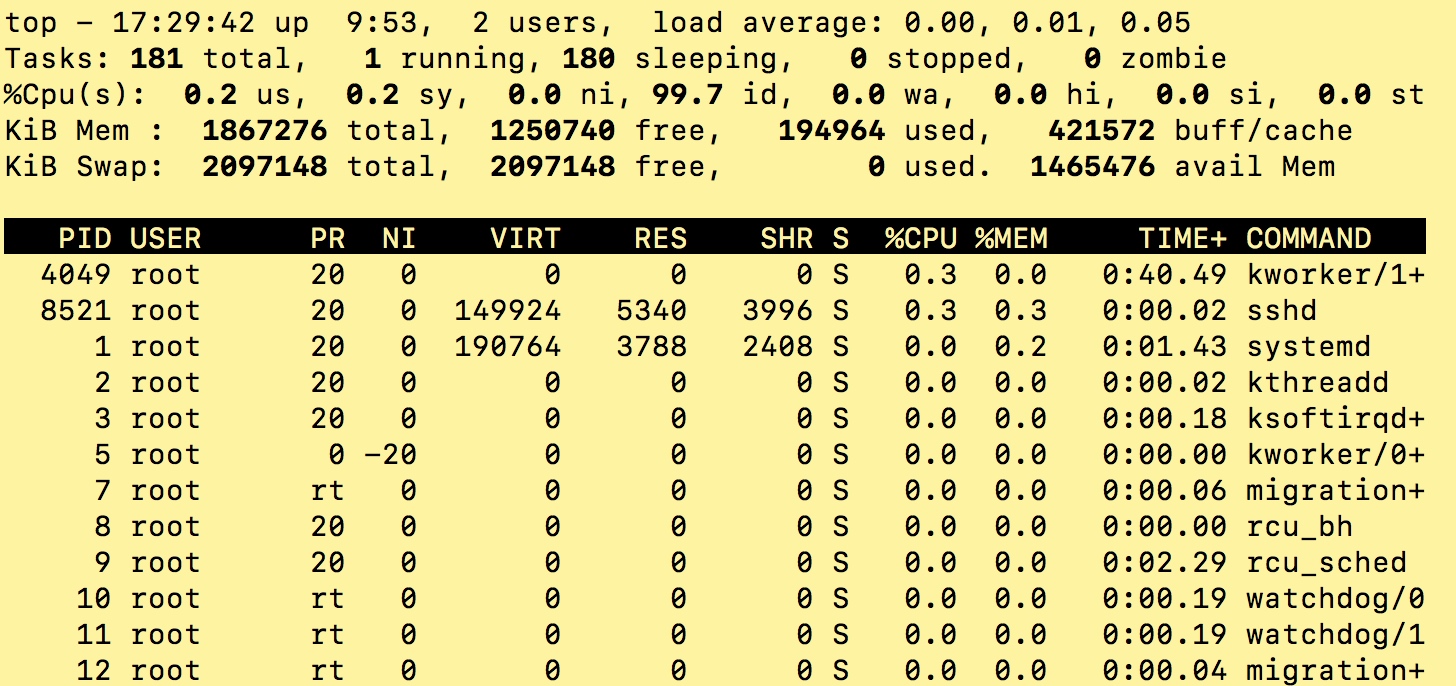 top - 17:29:42 up  9:53,  2 users,  load average: 0.00, 0.01, 0.05
Tasks: 181 total,   1 running, 180 sleeping,   0 stopped,   0 zombie
%Cpu(s):  0.2 us,  0.2 sy,  0.0 ni, 99.7 id,  0.0 wa,  0.0 hi,  0.0 si,  0.0 st
KiB Mem :  1867276 total,  1250740 free,   194964 used,   421572 buff/cache
KiB Swap:  2097148 total,  2097148 free,        0 used.  1465476 avail Mem
   PID USER      PR  NI    VIRT    RES    SHR S  %CPU %MEM     TIME+ COMMAND
  4049 root      20   0       0      0      0 S   0.3  0.0   0:40.49 kworker/1+
  8521 root      20   0  149924   5340   3996 S   0.3  0.3   0:00.02 sshd
     1 root      20   0  190764   3788   2408 S   0.0  0.2   0:01.43 systemd
     2 root      20   0       0      0      0 S   0.0  0.0   0:00.02 kthreadd
     3 root      20   0       0      0      0 S   0.0  0.0   0:00.18 ksoftirqd+
     5 root       0 -20       0      0      0 S   0.0  0.0   0:00.00 kworker/0+
     7 root      rt   0       0      0      0 S   0.0  0.0   0:00.06 migration+
     8 root      20   0       0      0      0 S   0.0  0.0   0:00.00 rcu_bh
     9 root      20   0       0      0      0 S   0.0  0.0   0:02.29 rcu_sched
    10 root      rt   0       0      0      0 S   0.0  0.0   0:00.19 watchdog/0
    11 root      rt   0       0      0      0 S   0.0  0.0   0:00.19 watchdog/1
    12 root      rt   0       0      0      0 S   0.0  0.0   0:00.04 migration+